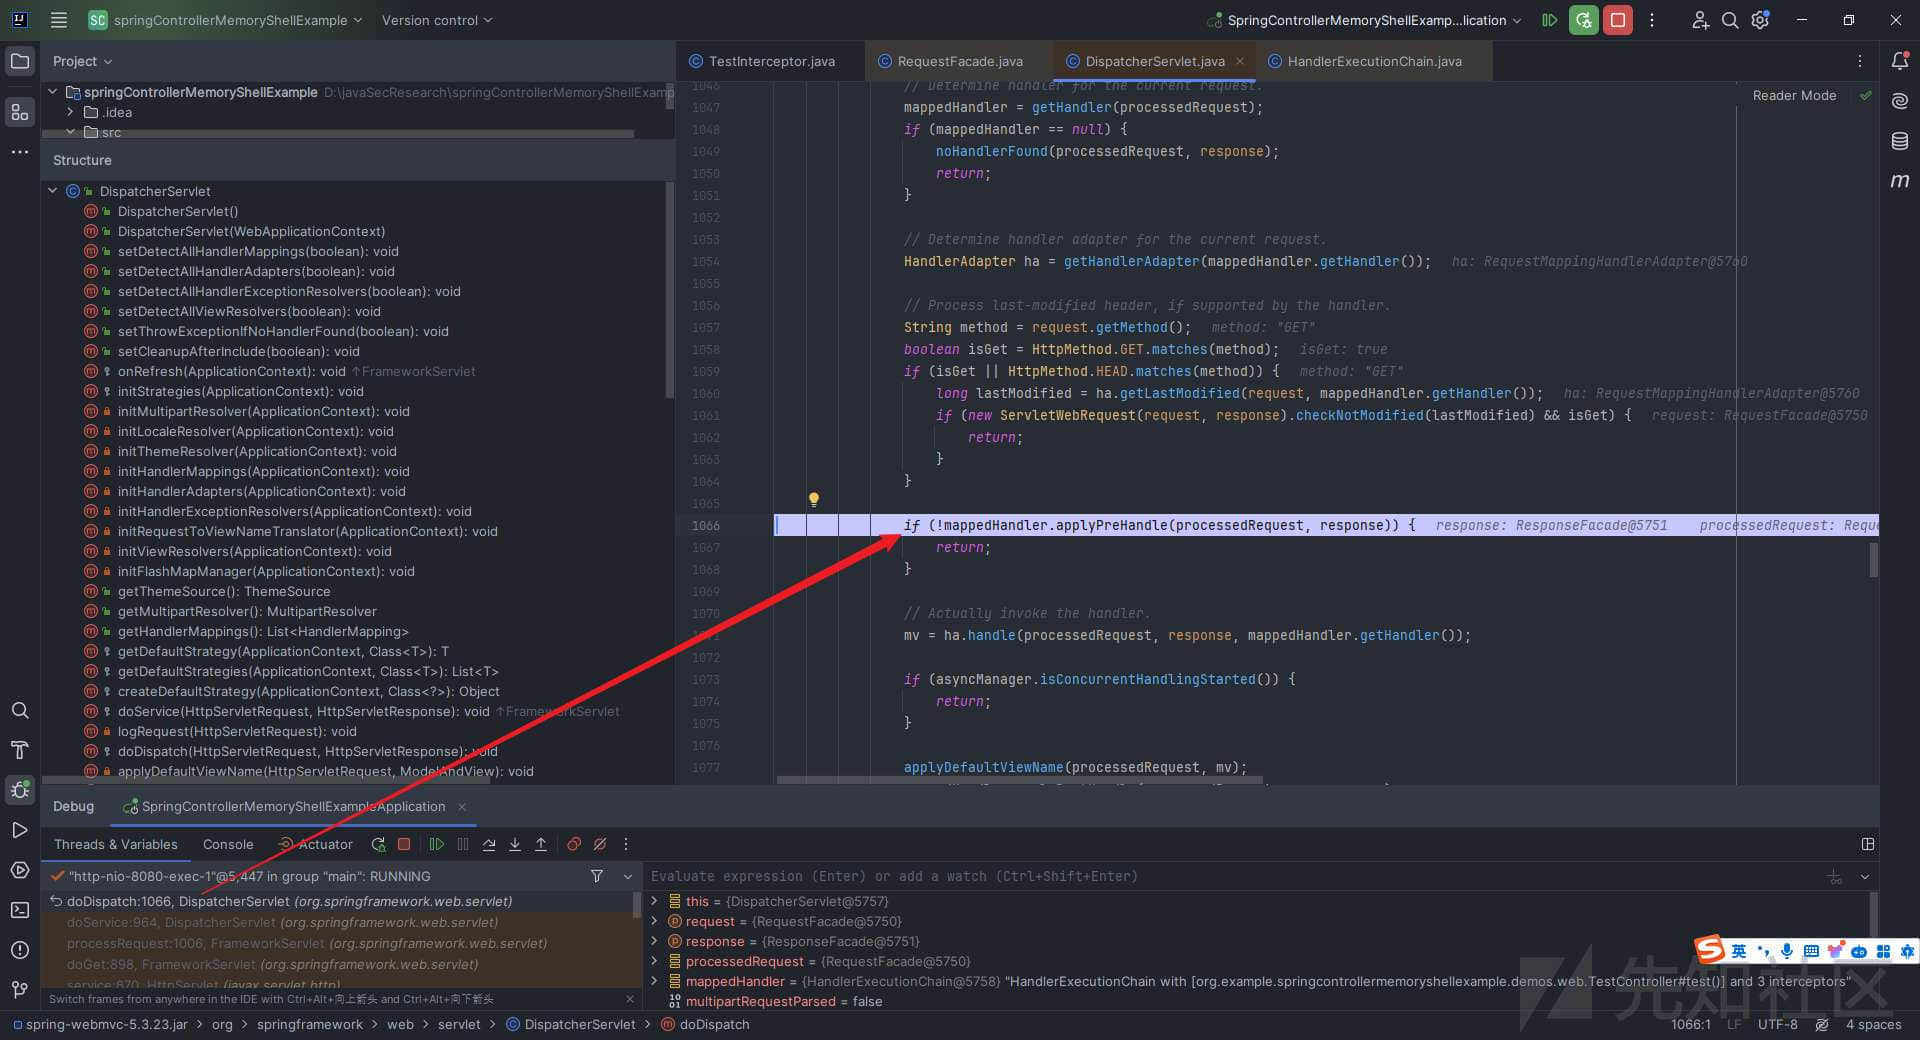 SC springControllerMemoryShellExample Version control SpringControllerMemoryShellExamp...lication
Project
springControllerMemoryShellExample D:\javaSecResearch\springControllerMemoryShellExamp
.idea
src
Structure
DispatcherServlet
DispatcherServlet()
DispatcherServlet(WebApplicationContext)
setDetectAllHandlerMappings(boolean): void
setDetectAllHandlerAdapters(boolean): void
setDetectAllHandlerExceptionResolvers(boolean): void
setDetectAllViewResolvers(boolean): void
setThrowExceptionIfNoHandlerFound(boolean): void
setCleanupAfterInclude(boolean): void
onRefresh(ApplicationContext): void ↑FrameworkServlet
initStrategies(ApplicationContext): void
initMultipartResolver(ApplicationContext): void
initLocaleResolver(ApplicationContext): void
initThemeResolver(ApplicationContext): void
initHandlerMappings(ApplicationContext): void
initHandlerAdapters(ApplicationContext): void
initHandlerExceptionResolvers(ApplicationContext): void
initRequestToViewNameTranslator(ApplicationContext): void
initViewResolvers(ApplicationContext): void
initFlashMapManager(ApplicationContext): void
getThemeSource(): ThemeSource
getMultipartResolver(): MultipartResolver
getHandlerMappings(): List<HandlerMapping>
getDefaultStrategy(ApplicationContext, Class<T>): T
getDefaultStrategies(ApplicationContext, Class<T>): List<T>
createDefaultStrategy(ApplicationContext, Class<?>): Object
doService(HttpServletRequest, HttpServletResponse): void ↑FrameworkServlet
logRequest(HttpServletRequest): void
doDispatch(HttpServletRequest, HttpServletResponse): void
applyDefaultViewName(HttpServletRequest, ModelAndView): void
TestInterceptor.java RequestFacade.java DispatcherServlet.java HandlerExecutionChain.java
Reader Mode
1046 // Determine handler for the current request.
1047 mappedHandler = getHandler(processedRequest);
1048 if (mappedHandler == null) {
1049 noHandlerFound(processedRequest, response);
1050 return;
1051 }
1052
1053 // Determine handler adapter for the current request.
1054 HandlerAdapter ha = getHandlerAdapter(mappedHandler.getHandler()); ha: RequestMappingHandlerAdapter@5760
1055
1056 // Process last-modified header, if supported by the handler.
1057 String method = request.getMethod(); method: "GET"
1058 boolean isGet = HttpMethod.GET.matches(method); isGet: true
1059 if (isGet || HttpMethod.HEAD.matches(method)) { method: "GET"
1060 long lastModified = ha.getLastModified(request, mappedHandler.getHandler()); ha: RequestMappingHandlerAdapter@5760
1061 if (new ServletWebRequest(request, response).checkNotModified(lastModified) && isGet) { request: RequestFacade@5750
1062 return;
1063 }
1064 }
1065
1066 if (!mappedHandler.applyPreHandle(processedRequest, response)) { response: ResponseFacade@5751 processedRequest: Reque
1067 return;
1068 }
1069
1070 // Actually invoke the handler.
1071 mv = ha.handle(processedRequest, response, mappedHandler.getHandler());
1072
1073 if (asyncManager.isConcurrentHandlingStarted()) {
1074 return;
1075 }
1076
1077 applyDefaultViewName(processedRequest, mv);
Debug SpringControllerMemoryShellExampleApplication
Threads & Variables Console Actuator
"http-nio-8080-exec-1"@5,447 in group "main": RUNNING
doDispatch:1066, DispatcherServlet (org.springframework.web.servlet)
doService:964, DispatcherServlet (org.springframework.web.servlet)
processRequest:1006, FrameworkServlet (org.springframework.web.servlet)
doGet:898, FrameworkServlet (org.springframework.web.servlet)
service:670, HttpServlet (javax.servlet.http)
Switch frames from anywhere in the IDE with Ctrl+Alt+向上箭头 and Ctrl+Alt+向下箭头
Evaluate expression (Enter) or add a watch (Ctrl+Shift+Enter)
this = {DispatcherServlet@5757}
request = {RequestFacade@5750}
response = {ResponseFacade@5751}
processedRequest = {RequestFacade@5750}
mappedHandler = {HandlerExecutionChain@5758} "HandlerExecutionChain with [org.example.springcontrollermemoryshellexample.demos.web.TestController#test()] and 3 interceptors"
multipartRequestParsed = false
英
先知社区
spring-webmvc-5.3.23.jar > org > springframework > web > servlet > DispatcherServlet > doDispatch
1066:1 LF UTF-8 4 spaces